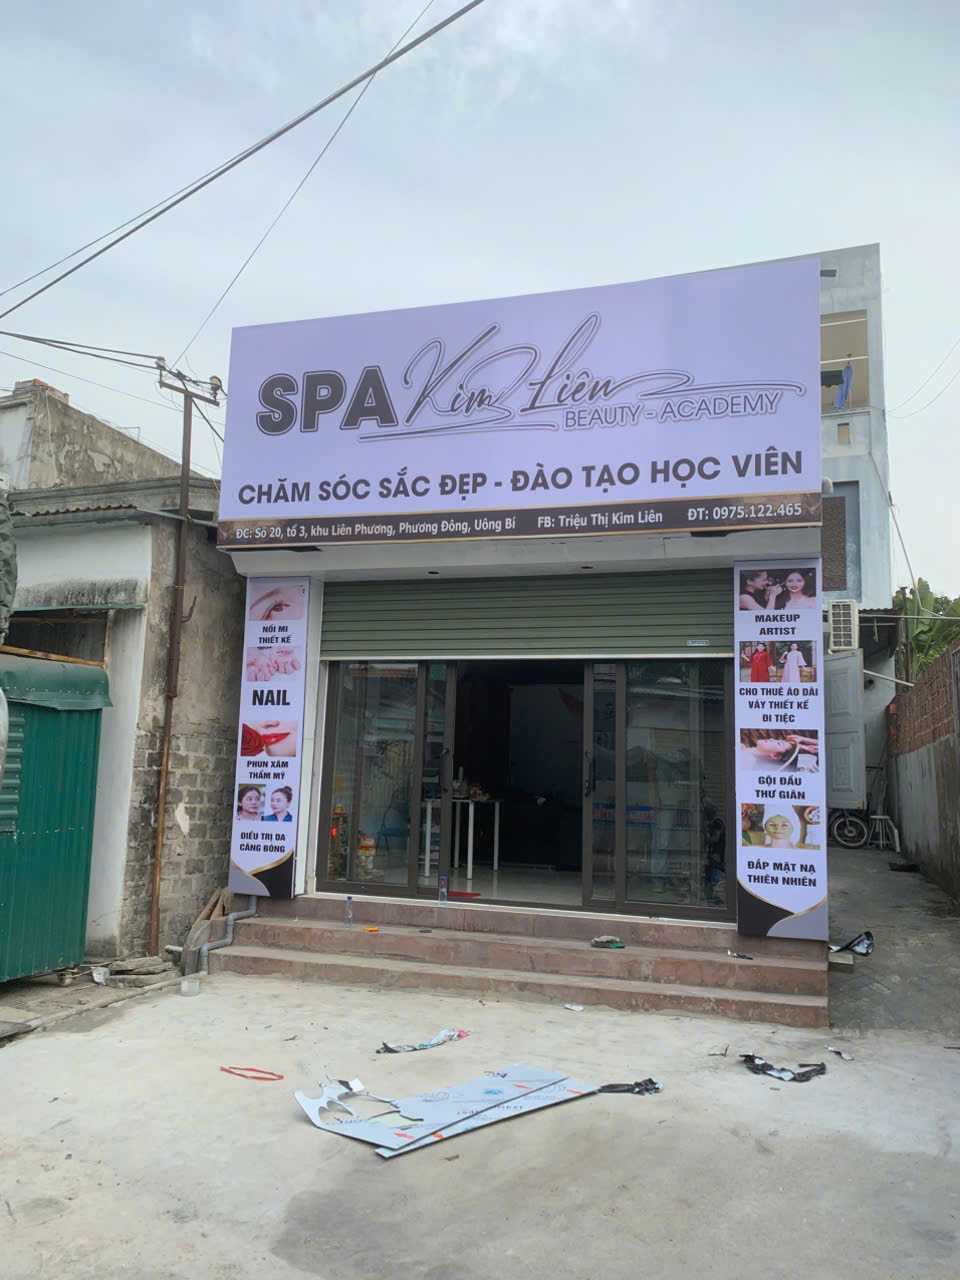 SPA Kim Liên
BEAUTY - ACADEMY
CHĂM SÓC SẮC ĐẸP - ĐÀO TẠO HỌC VIÊN
ĐC: Số 20, tổ 3, khu Liên Phương, Phương Đông, Uông Bí FB: Triệu Thị Kim Liên ĐT: 0975.122.465
NỐI MI
THIẾT KẾ
NAIL
PHUN XĂM
THẨM MỸ
ĐIỀU TRỊ DA
CĂNG BÓNG
MAKEUP
ARTIST
CHO THUÊ ÁO DÀI
VÁY THIẾT KẾ
ĐI TIỆC
GỘI ĐẦU
THƯ GIÃN
ĐẮP MẶT NẠ
THIÊN NHIÊN